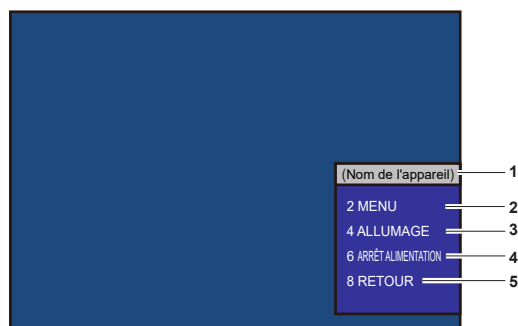 (Nom de l'appareil) 1
2 MENU 2
4 ALLUMAGE 3
6 ARRÊT ALIMENTATION 4
8 RETOUR 5